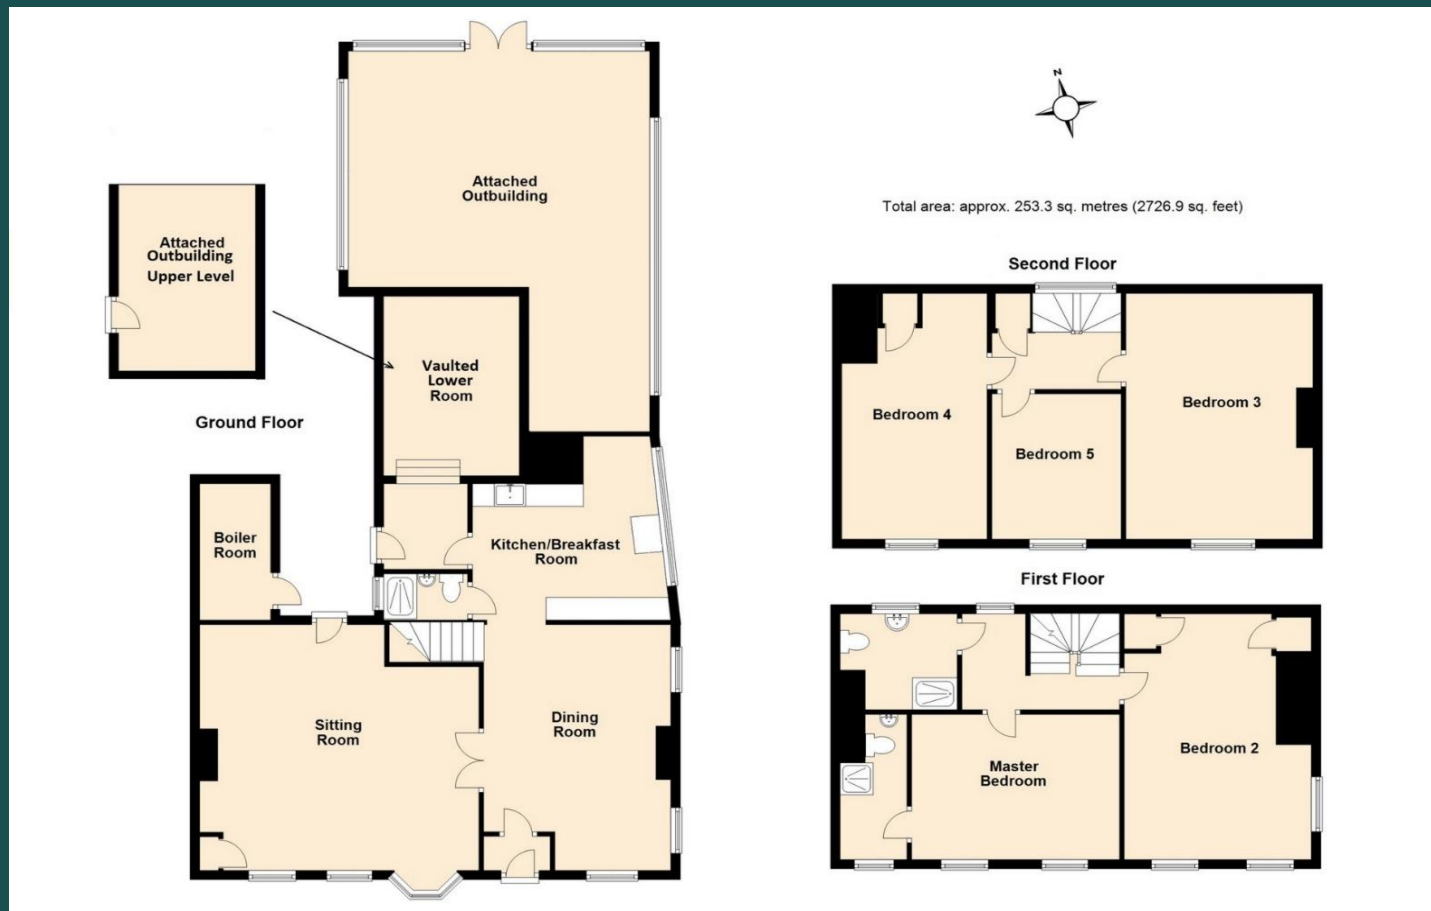 N
Attached
Outbuilding
Total area: approx. 253.3 sq. metres (2726.9 sq. feet)
Attached
Outbuilding
Upper Level
Vaulted
Lower
Room
Ground Floor
Boiler
Room
Kitchen/Breakfast
Room
Sitting
Room
Dining
Room
Second Floor
Bedroom 4
Bedroom 5
Bedroom 3
First Floor
Master
Bedroom
Bedroom 2